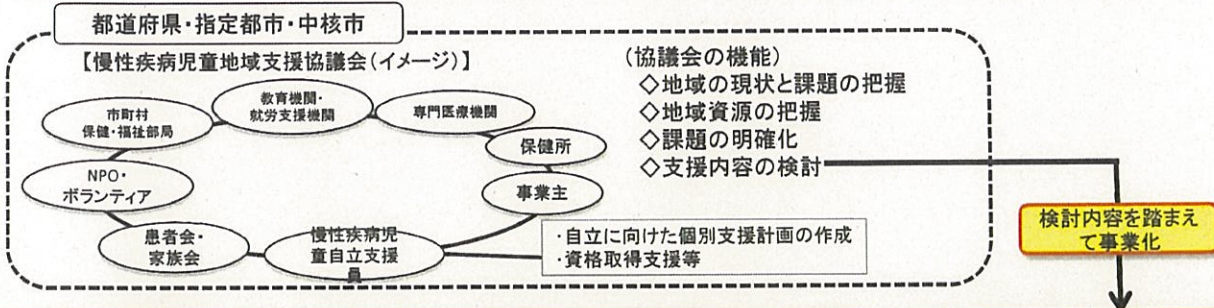 都道府県・指定都市・中核市
【慢性疾病児童地域支援協議会(イメージ)】
市町村
保健・福祉部局
教育機関・
就労支援機関
専門医療機関
保健所
事業主
NPO・
ボランティア
患者会・
家族会
慢性疾病児
童自立支援
員
・自立に向けた個別支援計画の作成
・資格取得支援等
(協議会の機能)
◇地域の現状と課題の把握
◇地域資源の把握
◇課題の明確化
◇支援内容の検討
検討内容を踏まえ
て事業化